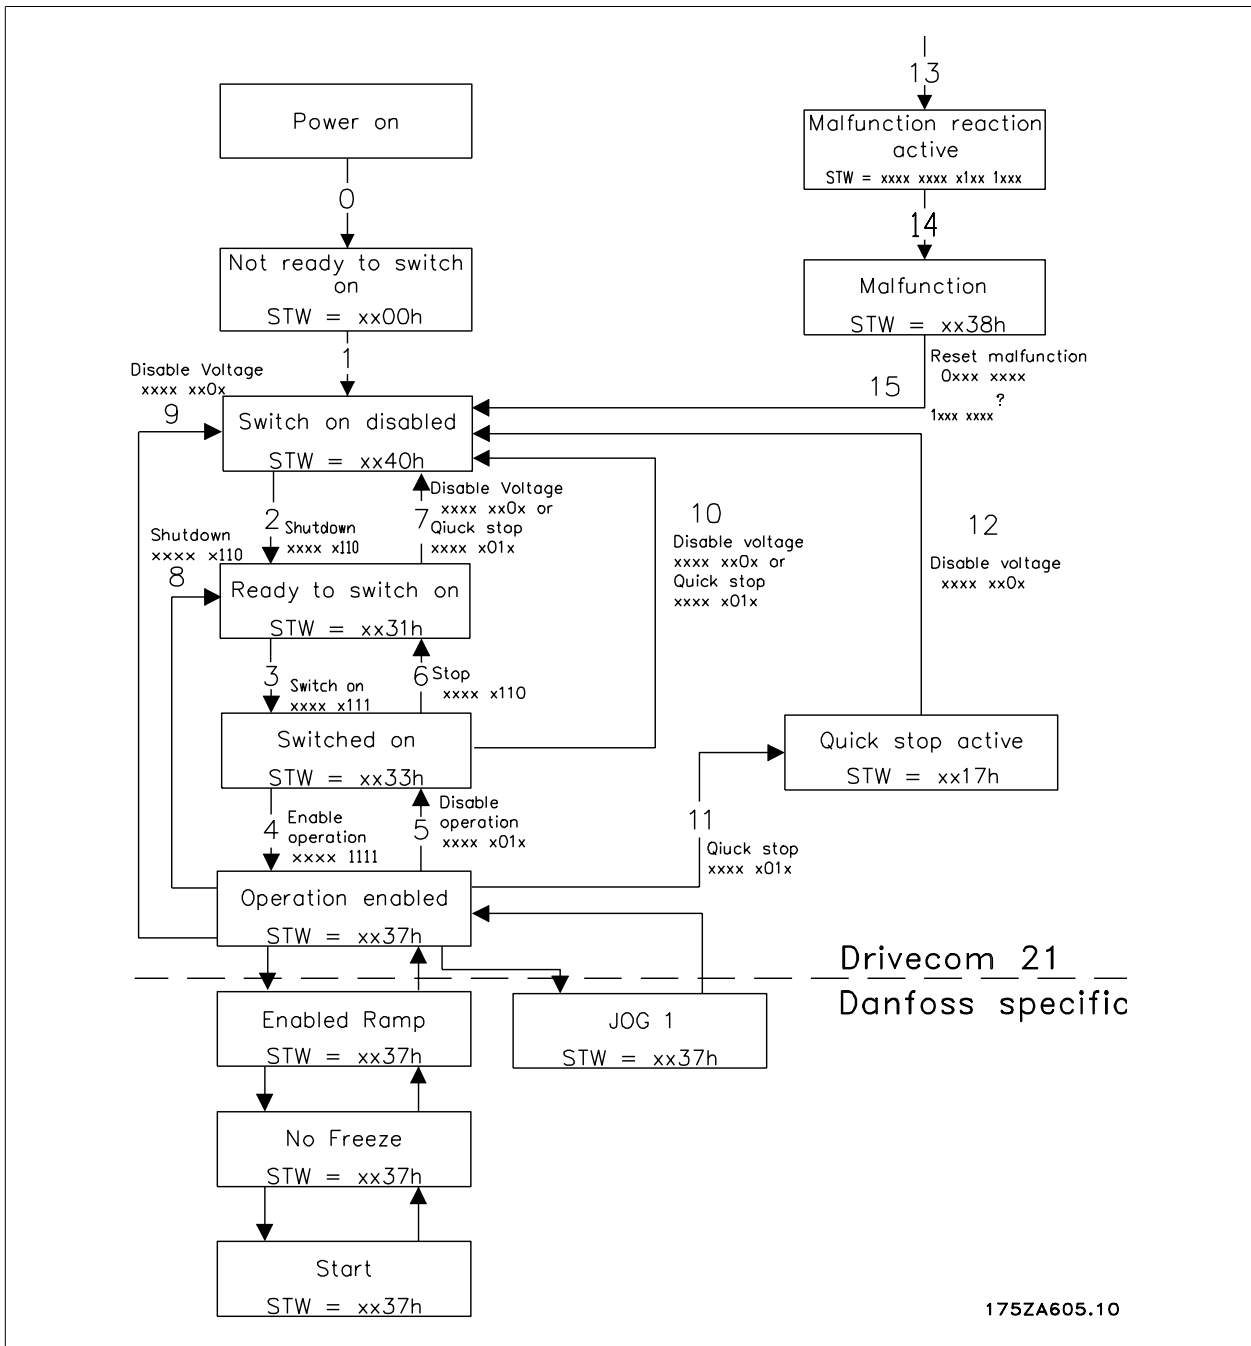 Power on
0
Not ready to switch
on
STW = xx00h
1
Disable Voltage
xxxx xx0x
9
Switch on disabled
STW = xx40h
2
Shutdown
xxxx x110
7
Disable Voltage
xxxx xx0x or
Qiuck stop
xxxx x01x
Shutdown
xxxx x110
8
Ready to switch on
STW = xx31h
3
Switch on
xxxx x111
6
Stop
xxxx x110
Switched on
STW = xx33h
4
Enable
operation
xxxx 1111
5
Disable
operation
xxxx x01x
Operation enabled
STW = xx37h
Enabled Ramp
STW = xx37h
No Freeze
STW = xx37h
Start
STW = xx37h
JOG 1
STW = xx37h
10
Disable voltage
xxxx xx0x or
Quick stop
xxxx x01x
11
Qiuck stop
xxxx x01x
13
Malfunction reaction
active
STW = xxxx xxxx x1xx 1xxx
14
Malfunction
STW = xx38h
15
Reset malfunction
0xxx xxxx
?
1xxx xxxx
12
Disable voltage
xxxx xx0x
Quick stop active
STW = xx17h
Drivecom 21
Danfoss specific
175ZA605.10